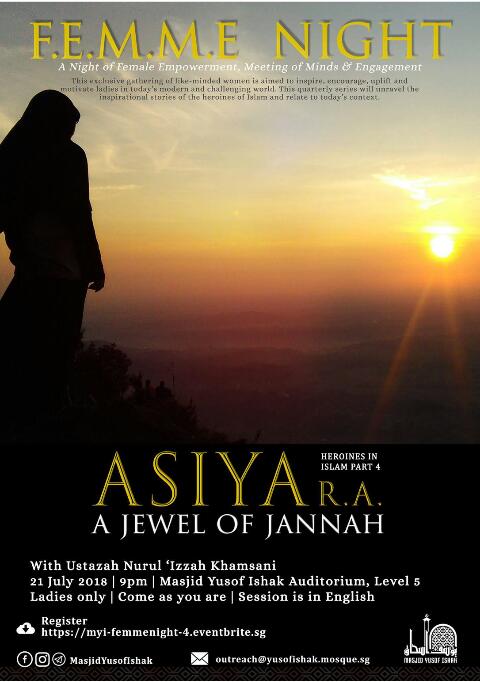 F.E.M.M.E NIGHT
A Night of Female Empowerment, Meeting of Minds & Engagement
This exclusive gathering of like-minded women is aimed to inspire, encourage, uplift and
motivate ladies in today's modern and challenging world. This quarterly series will unravel the
inspirational stories of the heroines of Islam and relate to today's context.
HEROINES IN
ISLAM PART 4
ASIYA R.A.
A JEWEL OF JANNAH
With Ustazah Nurul ‘Izzah Khamsani
21 July 2018 | 9pm | Masjid Yusof Ishak Auditorium, Level 5
Ladies only | Come as you are | Session is in English
Register
https://myi-femmenight-4.eventbrite.sg
MasjidYusofIshak
outreach@yusofishak.mosque.sg
MASJID YUSOF ISHAK